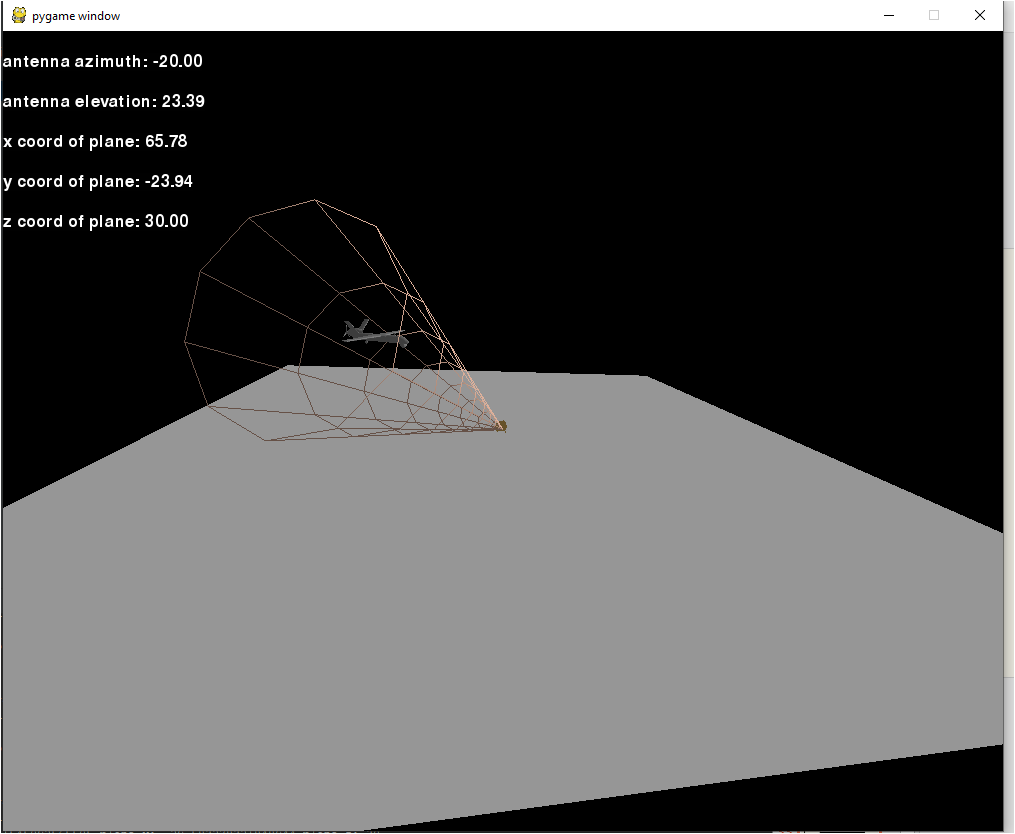 pygame window
antenna azimuth: -20.00
antenna elevation: 23.39
x coord of plane: 65.78
y coord of plane: -23.94
z coord of plane: 30.00